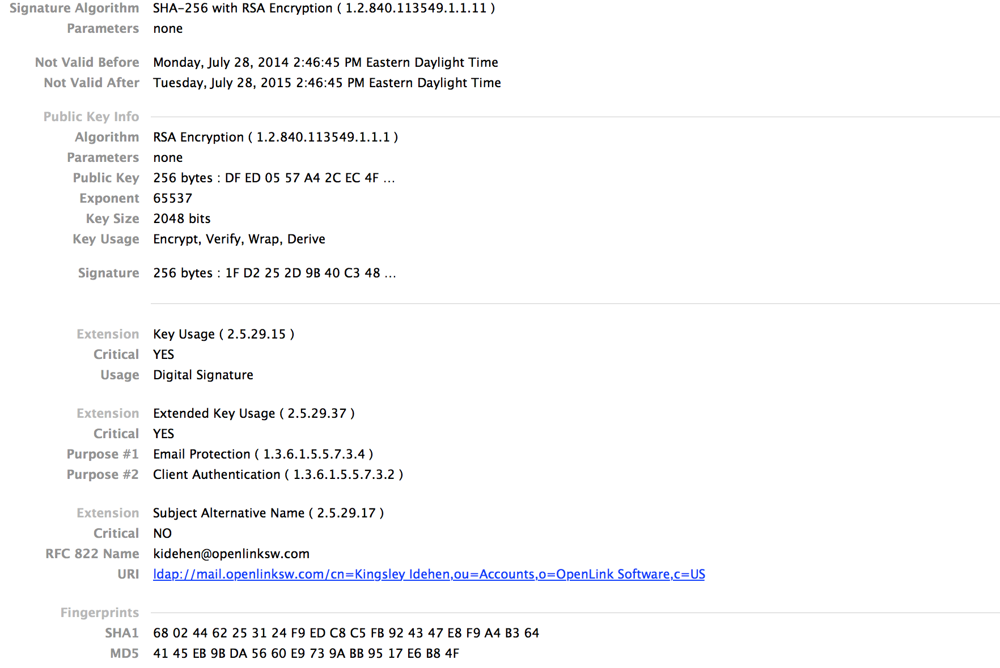 Signature Algorithm SHA-256 with RSA Encryption ( 1.2.840.113549.1.1.11 )
Parameters none
Not Valid Before Monday, July 28, 2014 2:46:45 PM Eastern Daylight Time
Not Valid After Tuesday, July 28, 2015 2:46:45 PM Eastern Daylight Time
Public Key Info
Algorithm RSA Encryption ( 1.2.840.113549.1.1.1 )
Parameters none
Public Key 256 bytes : DF ED 05 57 A4 2C EC 4F ...
Exponent 65537
Key Size 2048 bits
Key Usage Encrypt, Verify, Wrap, Derive
Signature 256 bytes : 1F D2 25 2D 9B 40 C3 48 ...
Extension Key Usage ( 2.5.29.15 )
Critical YES
Usage Digital Signature
Extension Extended Key Usage ( 2.5.29.37 )
Critical YES
Purpose #1 Email Protection ( 1.3.6.1.5.5.7.3.4 )
Purpose #2 Client Authentication ( 1.3.6.1.5.5.7.3.2 )
Extension Subject Alternative Name ( 2.5.29.17 )
Critical NO
RFC 822 Name kidehen@openlinksw.com
URI ldap://mail.openlinksw.com/cn=Kingsley Idehen,ou=Accounts,o=OpenLink Software,c=US
Fingerprints
SHA1 68 02 44 62 25 31 24 F9 ED C8 C5 FB 92 43 47 E8 F9 A4 B3 64
MD5 41 45 EB 9B DA 56 60 E9 73 9A BB 95 17 E6 B8 4F